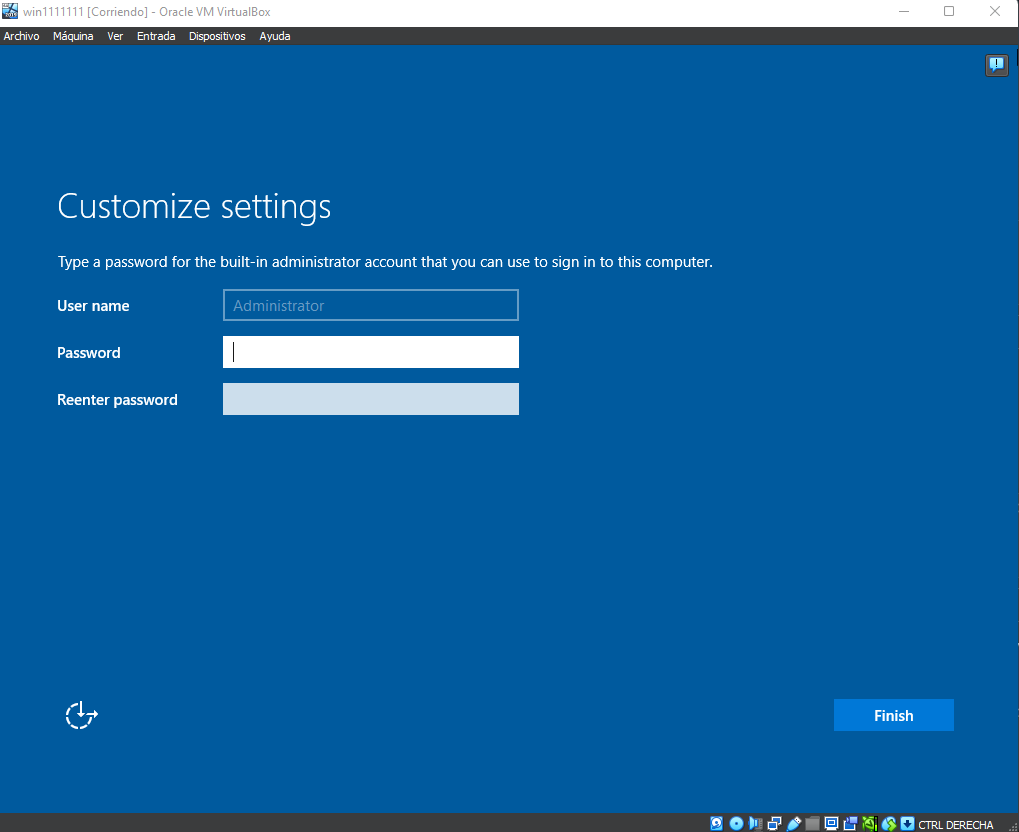 win1111111 [Corriendo] - Oracle VM VirtualBox
Archivo Máquina Ver Entrada Dispositivos Ayuda
Customize settings
Type a password for the built-in administrator account that you can use to sign in to this computer.
User name Administrator
Password
Reenter password
Finish
CTRL DERECHA